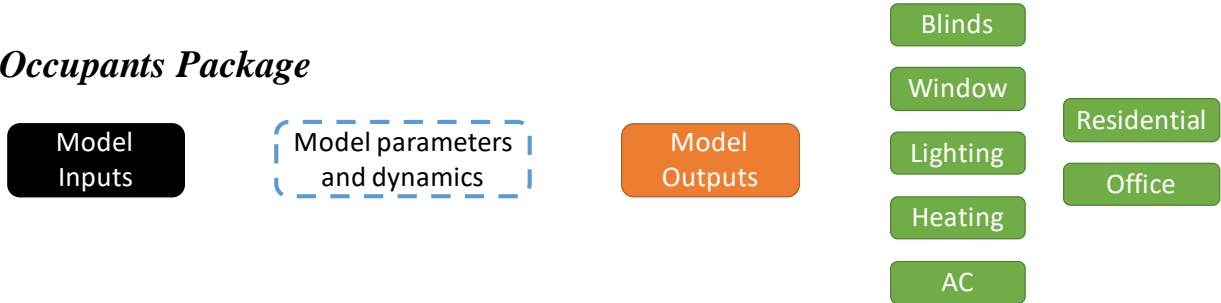 Occupants Package
Model
Inputs
Model parameters
and dynamics
Model
Outputs
Blinds
Window
Lighting
Heating
AC
Residential
Office